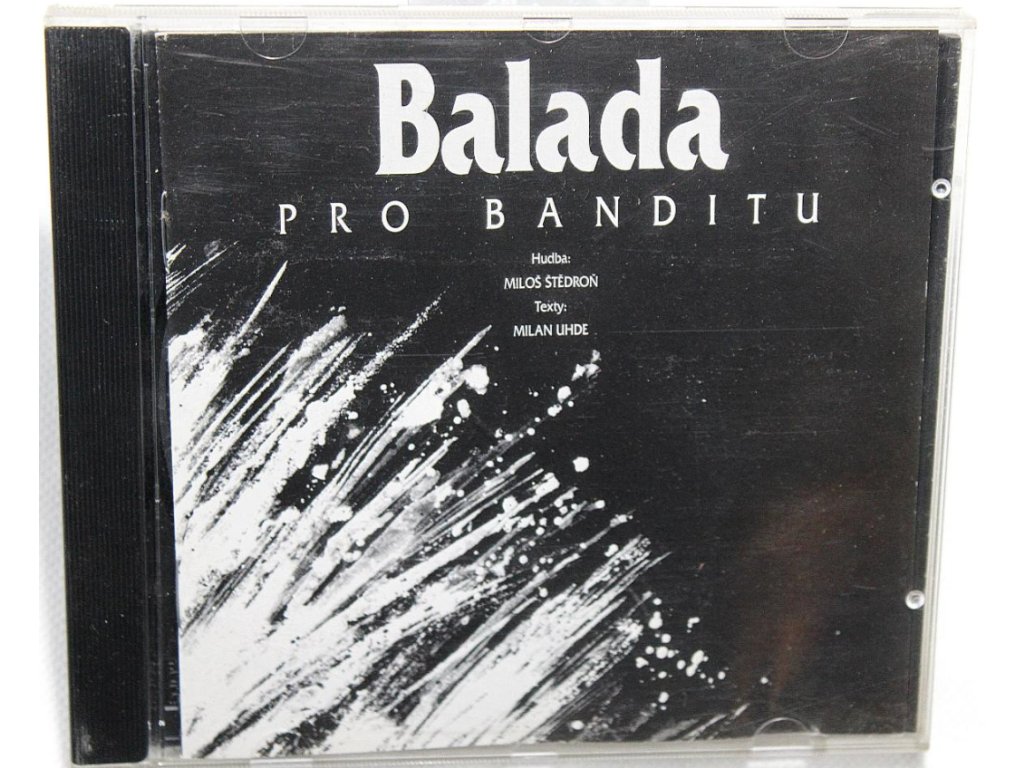 Balada
PRO BANDITU
Hudba:
MILOŠ ŠTĚDROŇ
Texty:
MILAN UHDE